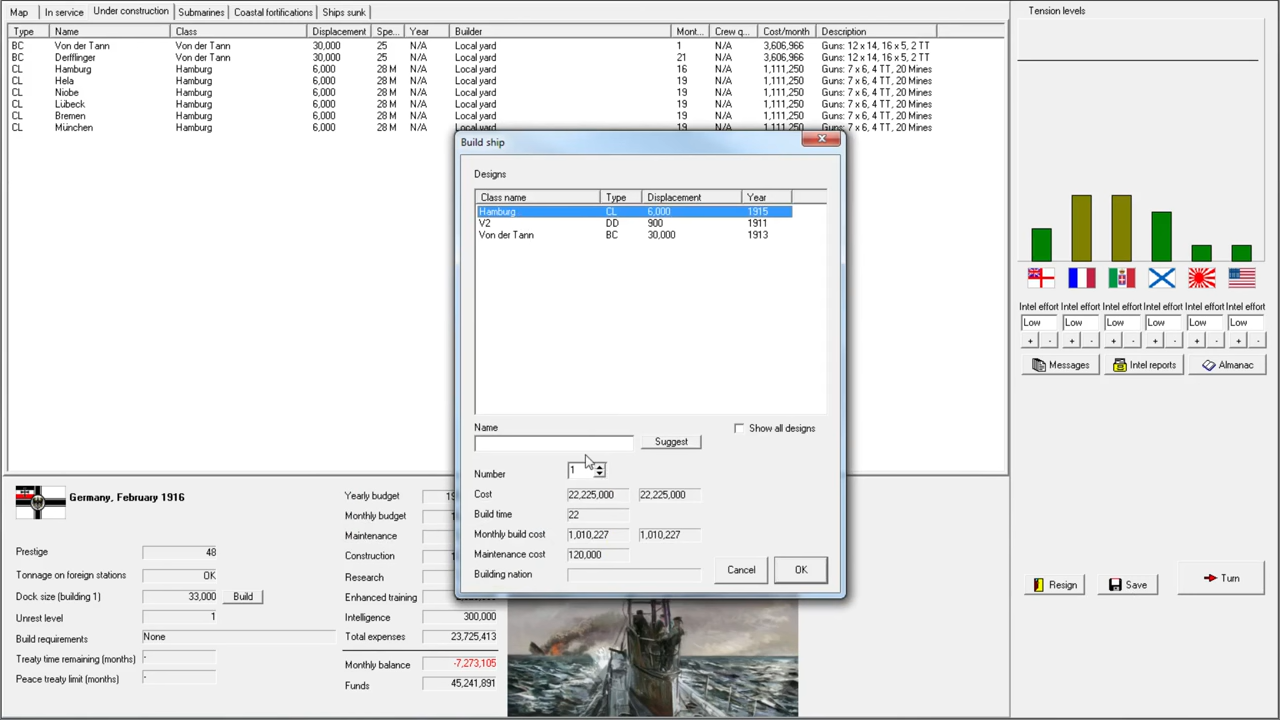 Map In service Under construction Submarines Coastal fortifications Ships sunk
Type Name Class Displacement Spe... Year Builder Mont... Crew q... Cost/month Description
BC Von der Tann Von der Tann 30,000 25 N/A Local yard 1 N/A 3,606,966 Guns: 12 x 14, 16 x 5, 2 TT
BC Derfflinger Von der Tann 30,000 25 N/A Local yard 21 N/A 3,606,966 Guns: 12 x 14, 16 x 5, 2 TT
CL Hamburg Hamburg 6,000 28 M N/A Local yard 16 N/A 1,111,250 Guns: 7 x 6, 4 TT, 20 Mines
CL Hela Hamburg 6,000 28 M N/A Local yard 19 N/A 1,111,250 Guns: 7 x 6, 4 TT, 20 Mines
CL Niobe Hamburg 6,000 28 M N/A Local yard 19 N/A 1,111,250 Guns: 7 x 6, 4 TT, 20 Mines
CL Lübeck Hamburg 6,000 28 M N/A Local yard 19 N/A 1,111,250 Guns: 7 x 6, 4 TT, 20 Mines
CL Bremen Hamburg 6,000 28 M N/A Local yard 19 N/A 1,111,250 Guns: 7 x 6, 4 TT, 20 Mines
CL München Hamburg 6,000 28 M N/A Local yard 19 N/A 1,111,250 Guns: 7 x 6, 4 TT, 20 Mines
Build ship
Designs
Class name Type Displacement Year
Hamburg CL 6,000 1915
V2 DD 900 1911
Von der Tann BC 30,000 1913
Name
Suggest
Show all designs
Number 1
Cost 22,225,000 22,225,000
Build time 22
Monthly build cost 1,010,227 1,010,227
Maintenance cost 120,000
Building nation
Cancel OK
Tension levels
Intel effort Intel effort Intel effort Intel effort Intel effort Intel effort
Low Low Low Low Low Low
+ - + - + - + - + - + -
Messages Intel reports Almanac
Resign Save Turn
Germany, February 1916
Prestige 48
Tonnage on foreign stations OK
Dock size (building 1) 33,000 Build
Unrest level 1
Build requirements None
Treaty time remaining (months) -
Peace treaty limit (months) -
Yearly budget
Monthly budget
Maintenance
Construction
Research
Enhanced training
Intelligence 300,000
Total expenses 23,725,413
Monthly balance -7,273,105
Funds 45,241,891